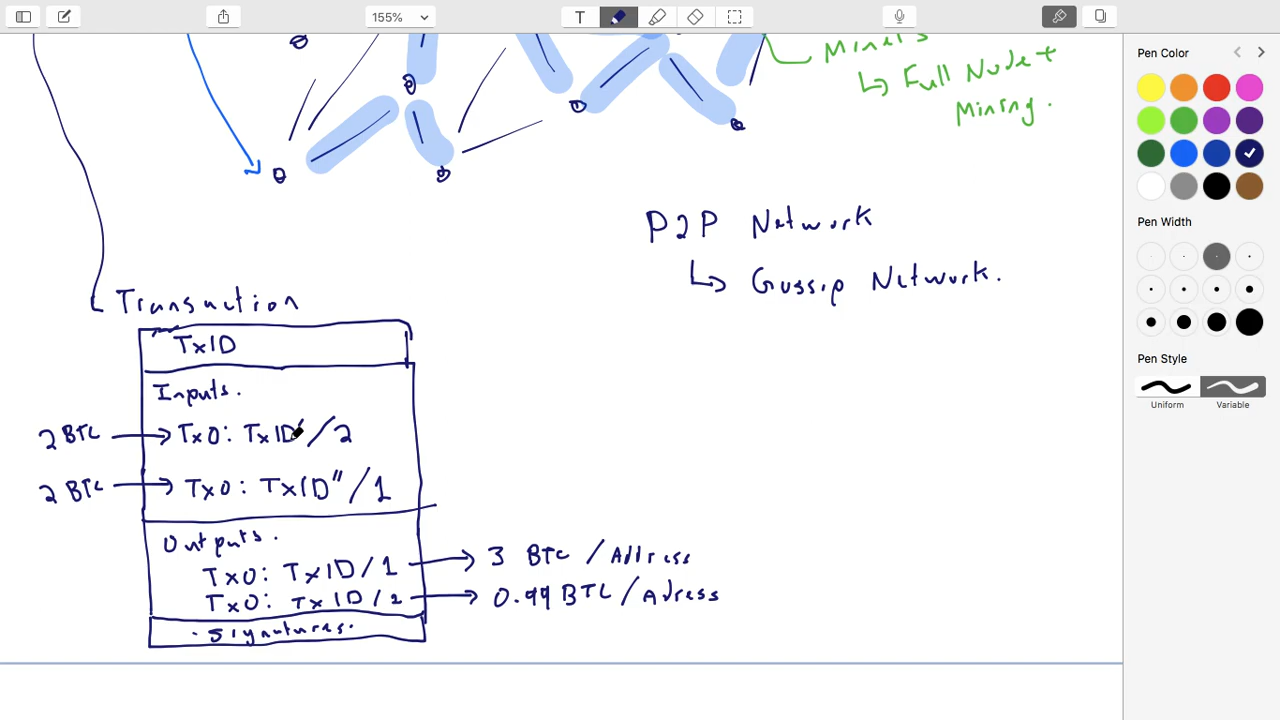 155%
T
Miners
↳ Full Node +
Mining.
P2P Network
↳ Gossip Network.
Transaction
TxID
Inputs.
2 BTC → TxO: TxID' / 2
2 BTC → TxO: TxID" / 1
Outputs.
TxO: TxID / 1 → 3 BTC / Address
TxO: TxID / 2 → 0.99 BTC / Adress
. signatures.
Pen Color
Pen Width
Pen Style
Uniform
Variable